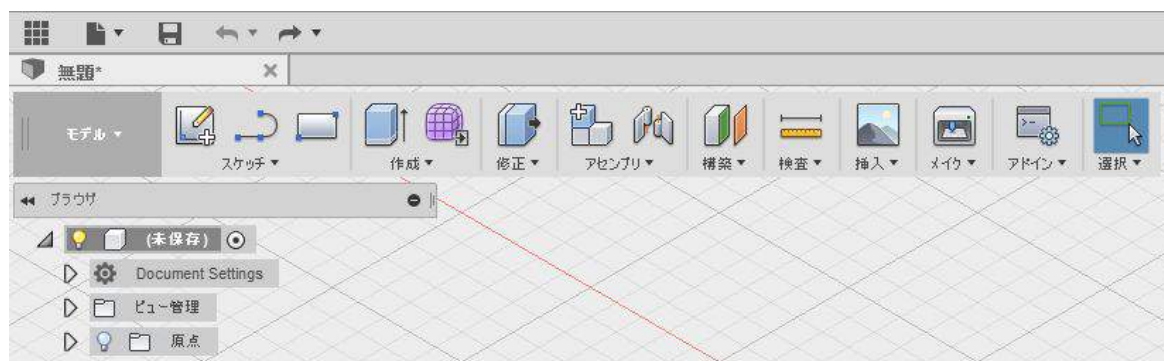 無題*
モデル
スケッチ 作成 修正 アセンブリ 構築 検査 挿入 メイク アドイン 選択
ブラウザ
(未保存)
Document Settings
ビュー管理
原点